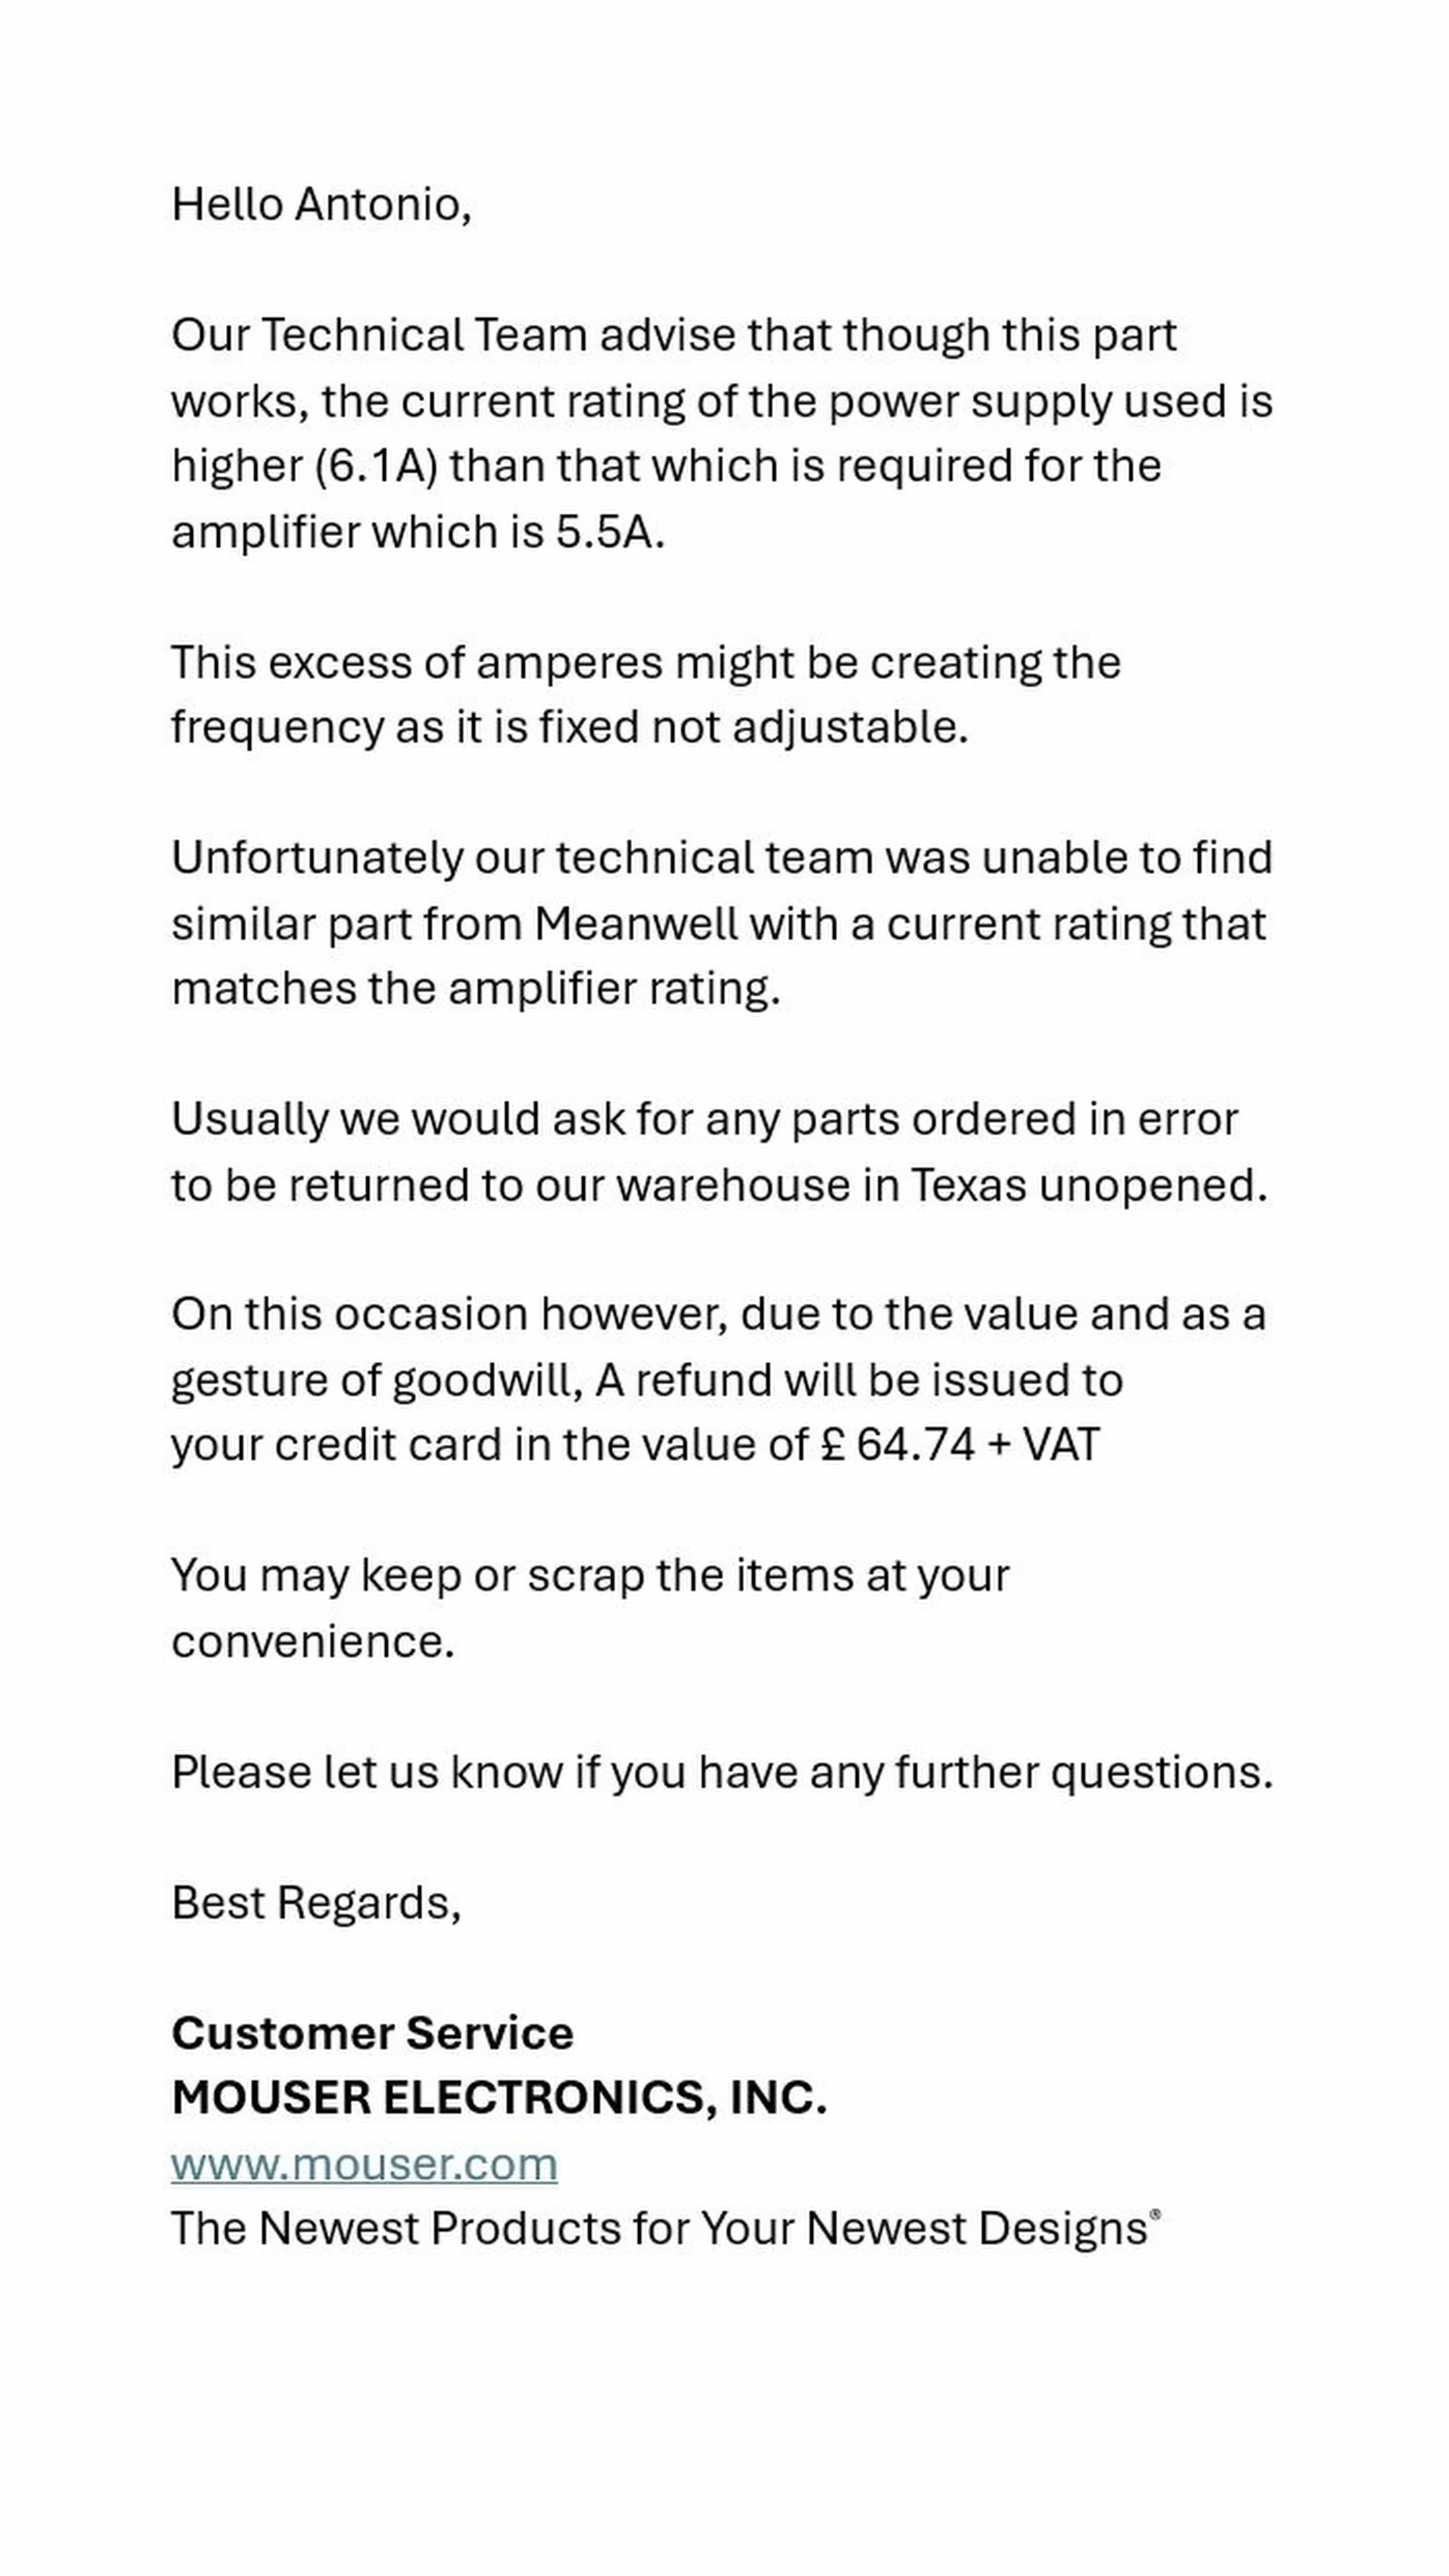 Hello Antonio,
Our Technical Team advise that though this part
works, the current rating of the power supply used is
higher (6.1A) than that which is required for the
amplifier which is 5.5A.
This excess of amperes might be creating the
frequency as it is fixed not adjustable.
Unfortunately our technical team was unable to find
similar part from Meanwell with a current rating that
matches the amplifier rating.
Usually we would ask for any parts ordered in error
to be returned to our warehouse in Texas unopened.
On this occasion however, due to the value and as a
gesture of goodwill, A refund will be issued to
your credit card in the value of £ 64.74 + VAT
You may keep or scrap the items at your
convenience.
Please let us know if you have any further questions.
Best Regards,
Customer Service
MOUSER ELECTRONICS, INC.
www.mouser.com
The Newest Products for Your Newest Designs®